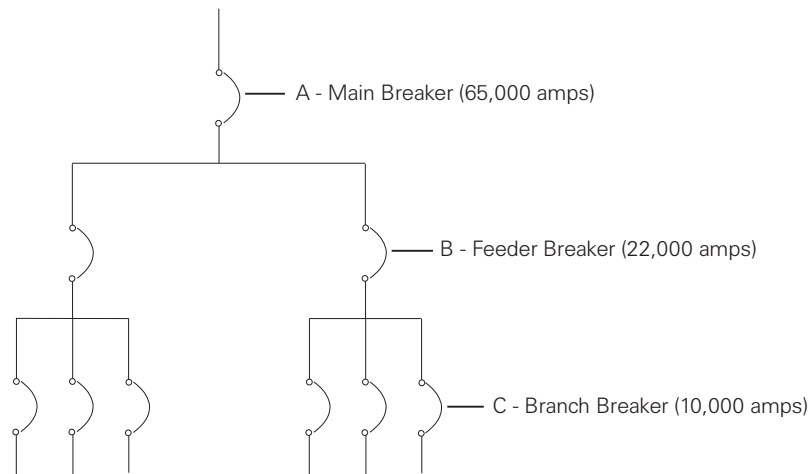 A - Main Breaker (65,000 amps)
B - Feeder Breaker (22,000 amps)
C - Branch Breaker (10,000 amps)